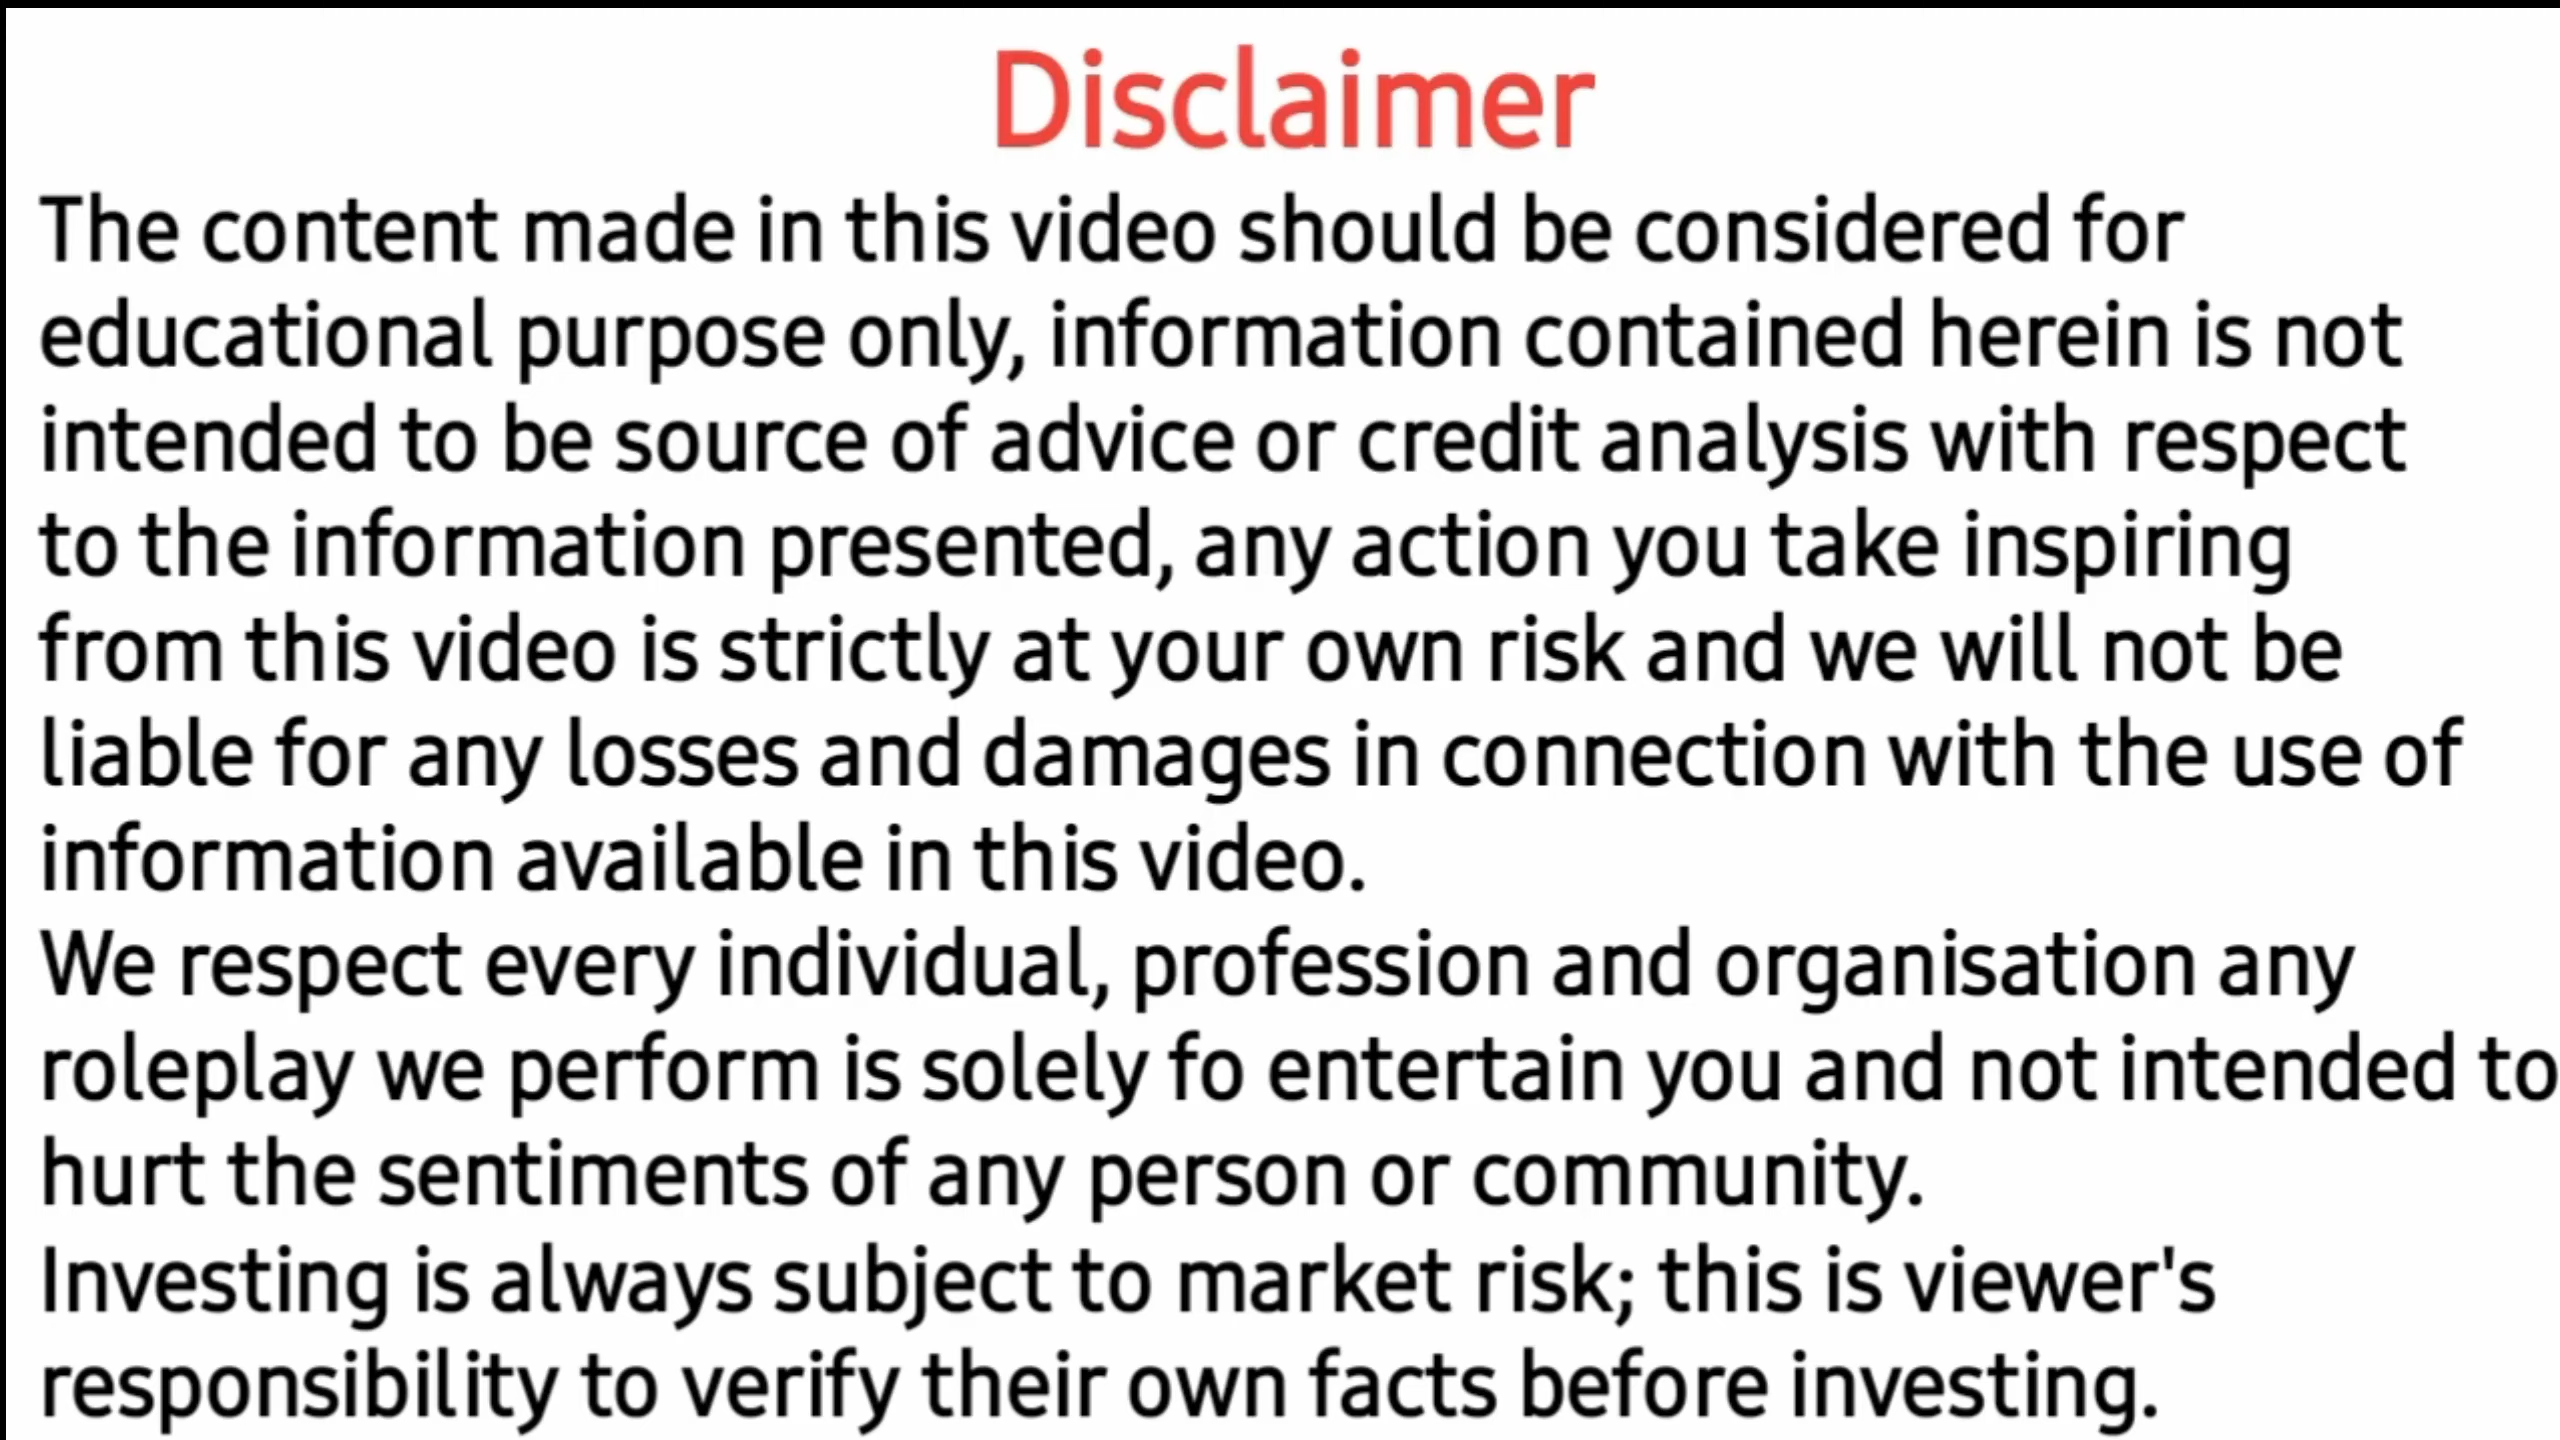 Disclaimer
The content made in this video should be considered for
educational purpose only, information contained herein is not
intended to be source of advice or credit analysis with respect
to the information presented, any action you take inspiring
from this video is strictly at your own risk and we will not be
liable for any losses and damages in connection with the use of
information available in this video.
We respect every individual, profession and organisation any
roleplay we perform is solely fo entertain you and not intended to
hurt the sentiments of any person or community.
Investing is always subject to market risk; this is viewer's
responsibility to verify their own facts before investing.